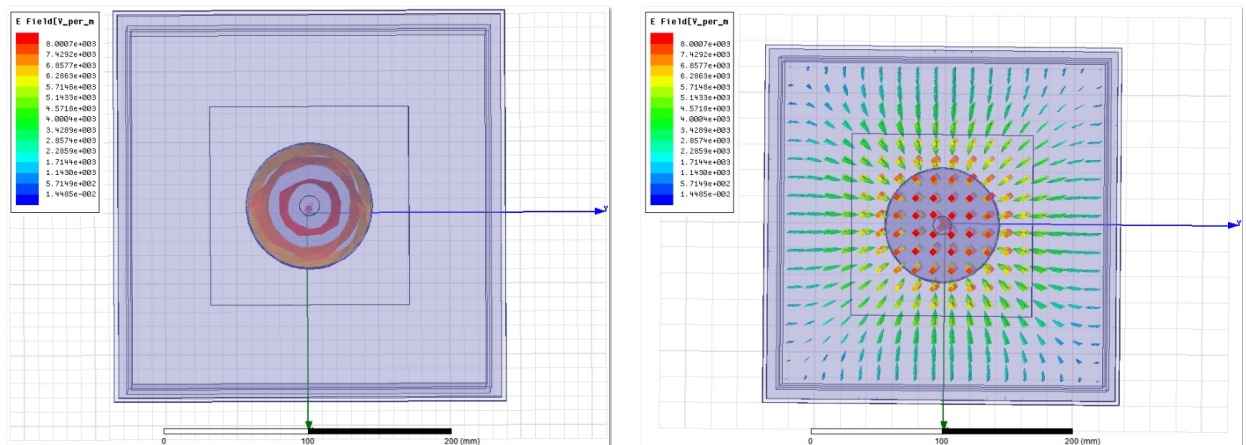 E Field[V_per_m
8.0007e+003
7.4292e+003
6.8577e+003
6.2863e+003
5.7148e+003
5.1433e+003
4.5718e+003
4.0004e+003
3.4289e+003
2.8574e+003
2.2859e+003
1.7144e+003
1.1430e+003
5.7149e+002
1.4485e-002
Y
0
100
200 (mm)
E Field[V_per_m
8.0007e+003
7.4292e+003
6.8577e+003
6.2863e+003
5.7148e+003
5.1433e+003
4.5718e+003
4.0004e+003
3.4289e+003
2.8574e+003
2.2859e+003
1.7144e+003
1.1430e+003
5.7149e+002
1.4485e-002
Y
0
100
200 (mm)